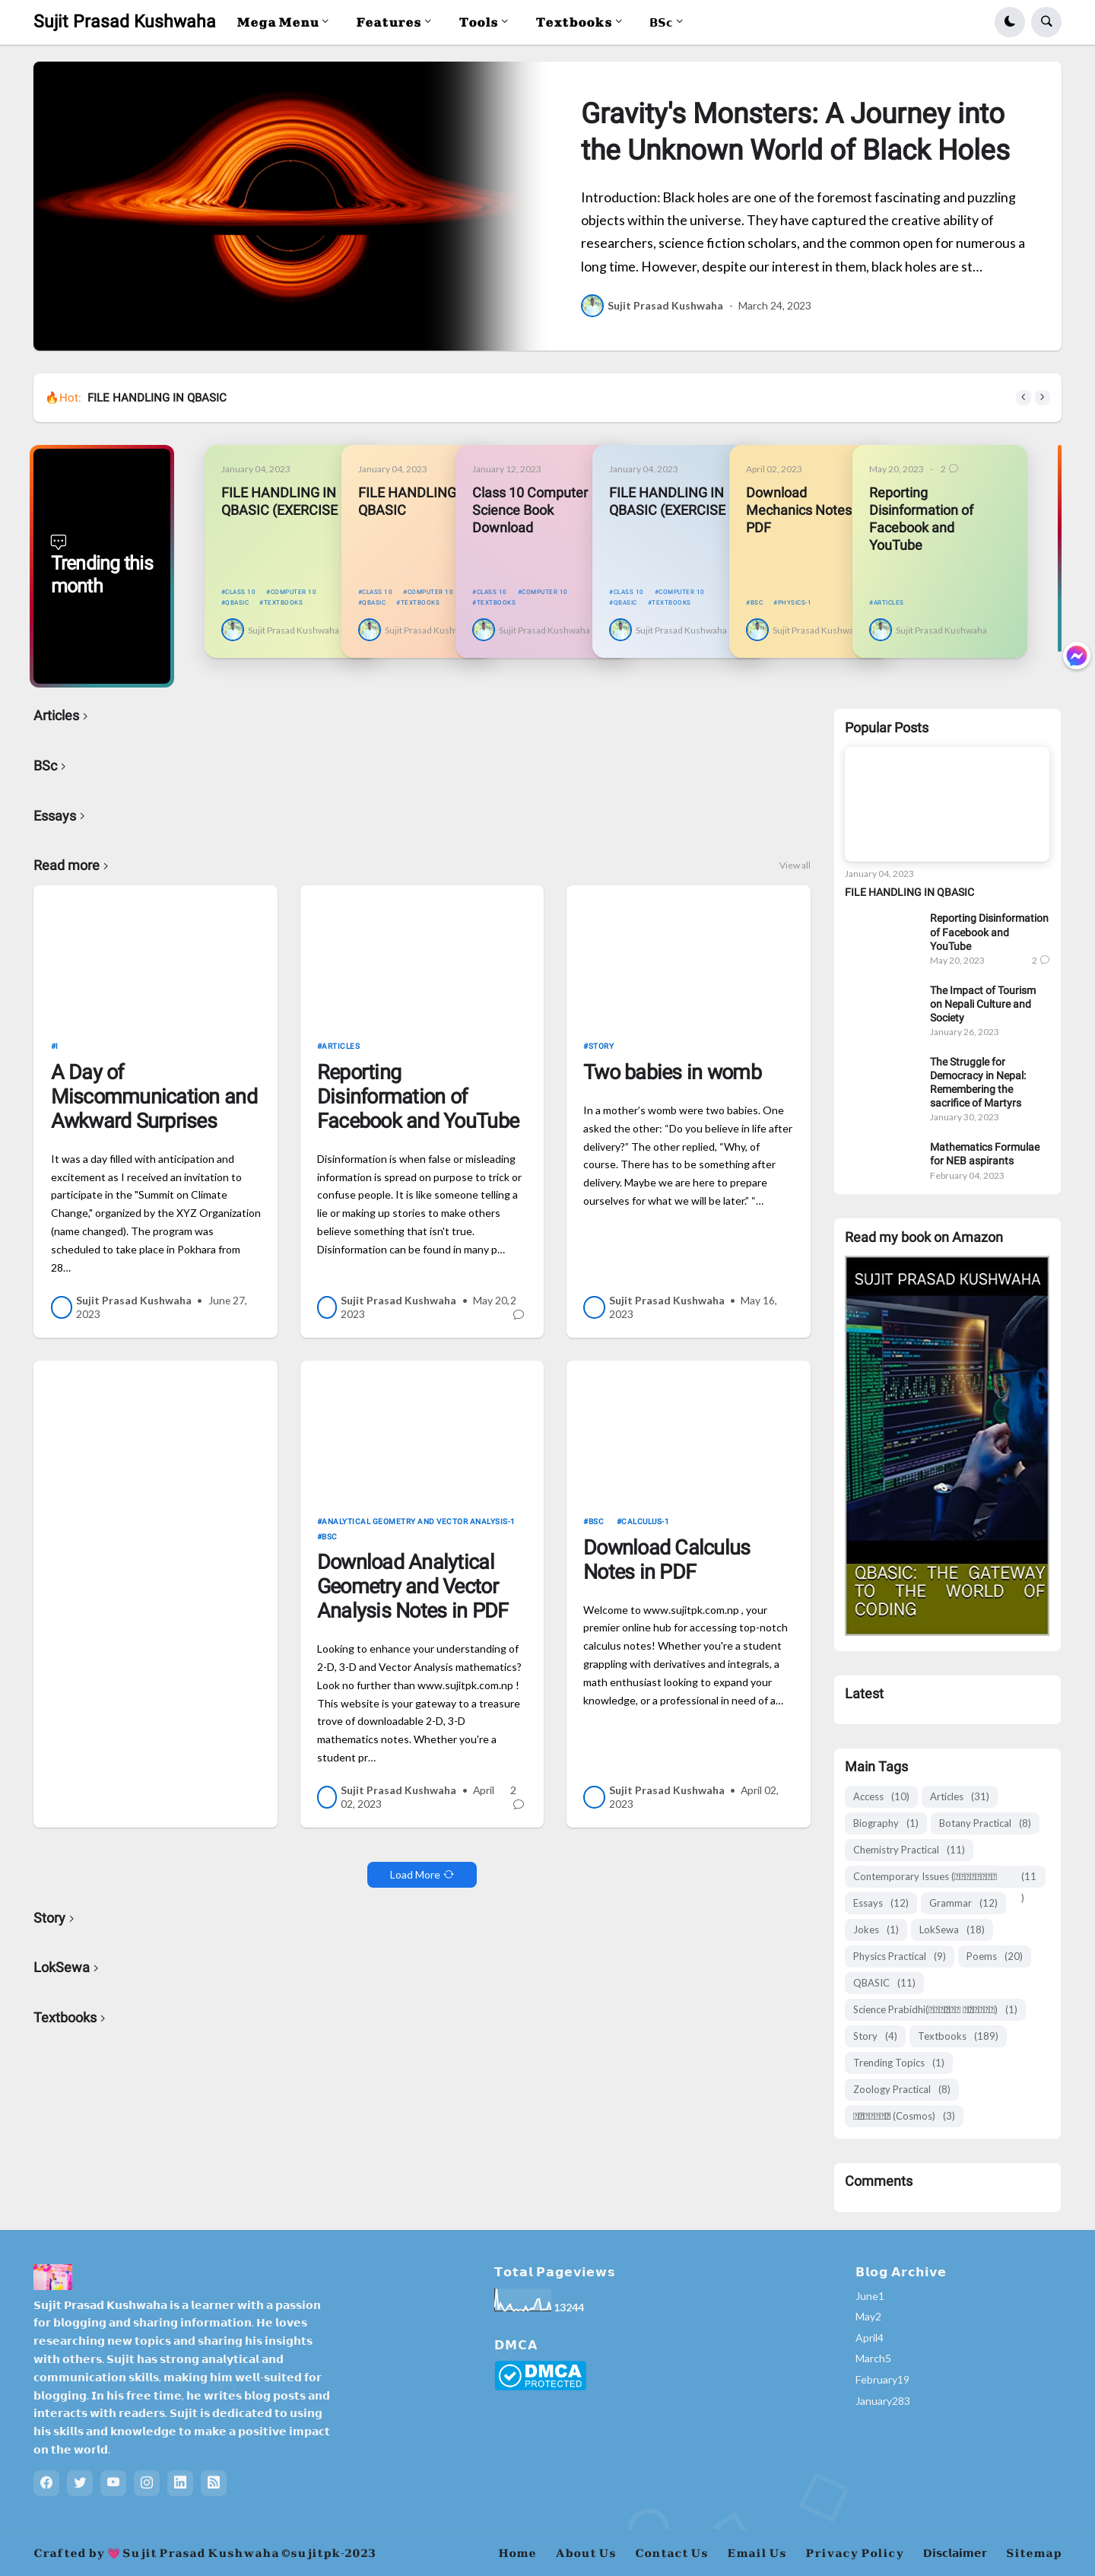 Sujit Prasad Kushwaha
Mega Menu
Features
Tools
Textbooks
BSc
Gravity's Monsters: A Journey into
the Unknown World of Black Holes
Introduction: Black holes are one of the foremost fascinating and puzzling
objects within the universe. They have captured the creative ability of
researchers, science fiction scholars, and the common open for numerous a
long time. However, despite our interest in them, black holes are st…
Sujit Prasad Kushwaha - March 24, 2023
🔥Hot: FILE HANDLING IN QBASIC
Trending this
month
January 04, 2023
FILE HANDLING IN
QBASIC (EXERCISE
#CLASS 10 #COMPUTER 10
#QBASIC #TEXTBOOKS
Sujit Prasad Kushwaha
January 04, 2023
FILE HANDLING
QBASIC
#CLASS 10 #COMPUTER 10
#QBASIC #TEXTBOOKS
Sujit Prasad Kushw
January 12, 2023
Class 10 Computer
Science Book
Download
#CLASS 10 #COMPUTER 10
#TEXTBOOKS
Sujit Prasad Kushwaha
January 04, 2023
FILE HANDLING IN
QBASIC (EXERCISE
#CLASS 10 #COMPUTER 10
#QBASIC #TEXTBOOKS
Sujit Prasad Kushwaha
April 02, 2023
Download
Mechanics Notes
PDF
#BSC #PHYSICS-1
Sujit Prasad Kushwa
May 20, 2023 - 2
Reporting
Disinformation of
Facebook and
YouTube
#ARTICLES
Sujit Prasad Kushwaha
Articles
BSc
Essays
Read more
View all
#I
A Day of
Miscommunication and
Awkward Surprises
It was a day filled with anticipation and
excitement as I received an invitation to
participate in the "Summit on Climate
Change," organized by the XYZ Organization
(name changed). The program was
scheduled to take place in Pokhara from
28…
Sujit Prasad Kushwaha • June 27,
2023
#ARTICLES
Reporting
Disinformation of
Facebook and YouTube
Disinformation is when false or misleading
information is spread on purpose to trick or
confuse people. It is like someone telling a
lie or making up stories to make others
believe something that isn't true.
Disinformation can be found in many p…
Sujit Prasad Kushwaha • May 20, 2
2023
#STORY
Two babies in womb
In a mother’s womb were two babies. One
asked the other: “Do you believe in life after
delivery?” The other replied, “Why, of
course. There has to be something after
delivery. Maybe we are here to prepare
ourselves for what we will be later.” “…
Sujit Prasad Kushwaha • May 16,
2023
#ANALYTICAL GEOMETRY AND VECTOR ANALYSIS-1
#BSC
Download Analytical
Geometry and Vector
Analysis Notes in PDF
Looking to enhance your understanding of
2-D, 3-D and Vector Analysis mathematics?
Look no further than www.sujitpk.com.np !
This website is your gateway to a treasure
trove of downloadable 2-D, 3-D
mathematics notes. Whether you're a
student pr…
Sujit Prasad Kushwaha • April 2
02, 2023
#BSC #CALCULUS-1
Download Calculus
Notes in PDF
Welcome to www.sujitpk.com.np , your
premier online hub for accessing top-notch
calculus notes! Whether you're a student
grappling with derivatives and integrals, a
math enthusiast looking to expand your
knowledge, or a professional in need of a…
Sujit Prasad Kushwaha • April 02,
2023
Load More
Story
LokSewa
Textbooks
Popular Posts
January 04, 2023
FILE HANDLING IN QBASIC
Reporting Disinformation
of Facebook and
YouTube
May 20, 2023 2
The Impact of Tourism
on Nepali Culture and
Society
January 26, 2023
The Struggle for
Democracy in Nepal:
Remembering the
sacrifice of Martyrs
January 30, 2023
Mathematics Formulae
for NEB aspirants
February 04, 2023
Read my book on Amazon
SUJIT PRASAD KUSHWAHA
QBASIC: THE GATEWAY
TO THE WORLD OF
CODING
Latest
Main Tags
Access (10) Articles (31)
Biography (1) Botany Practical (8)
Chemistry Practical (11)
Contemporary Issues ( (11
)
Essays (12) Grammar (12)
Jokes (1) LokSewa (18)
Physics Practical (9) Poems (20)
QBASIC (11)
Science Prabidhi( ) (1)
Story (4) Textbooks (189)
Trending Topics (1)
Zoology Practical (8)
(Cosmos) (3)
Comments
Sujit Prasad Kushwaha is a learner with a passion
for blogging and sharing information. He loves
researching new topics and sharing his insights
with others. Sujit has strong analytical and
communication skills, making him well-suited for
blogging. In his free time, he writes blog posts and
interacts with readers. Sujit is dedicated to using
his skills and knowledge to make a positive impact
on the world.
Total Pageviews
13244
DMCA
DMCA
PROTECTED
Blog Archive
June1
May2
April4
March5
February19
January283
Crafted by 💗 Sujit Prasad Kushwaha ©sujitpk-2023
Home
About Us
Contact Us
Email Us
Privacy Policy
Disclaimer
Sitemap